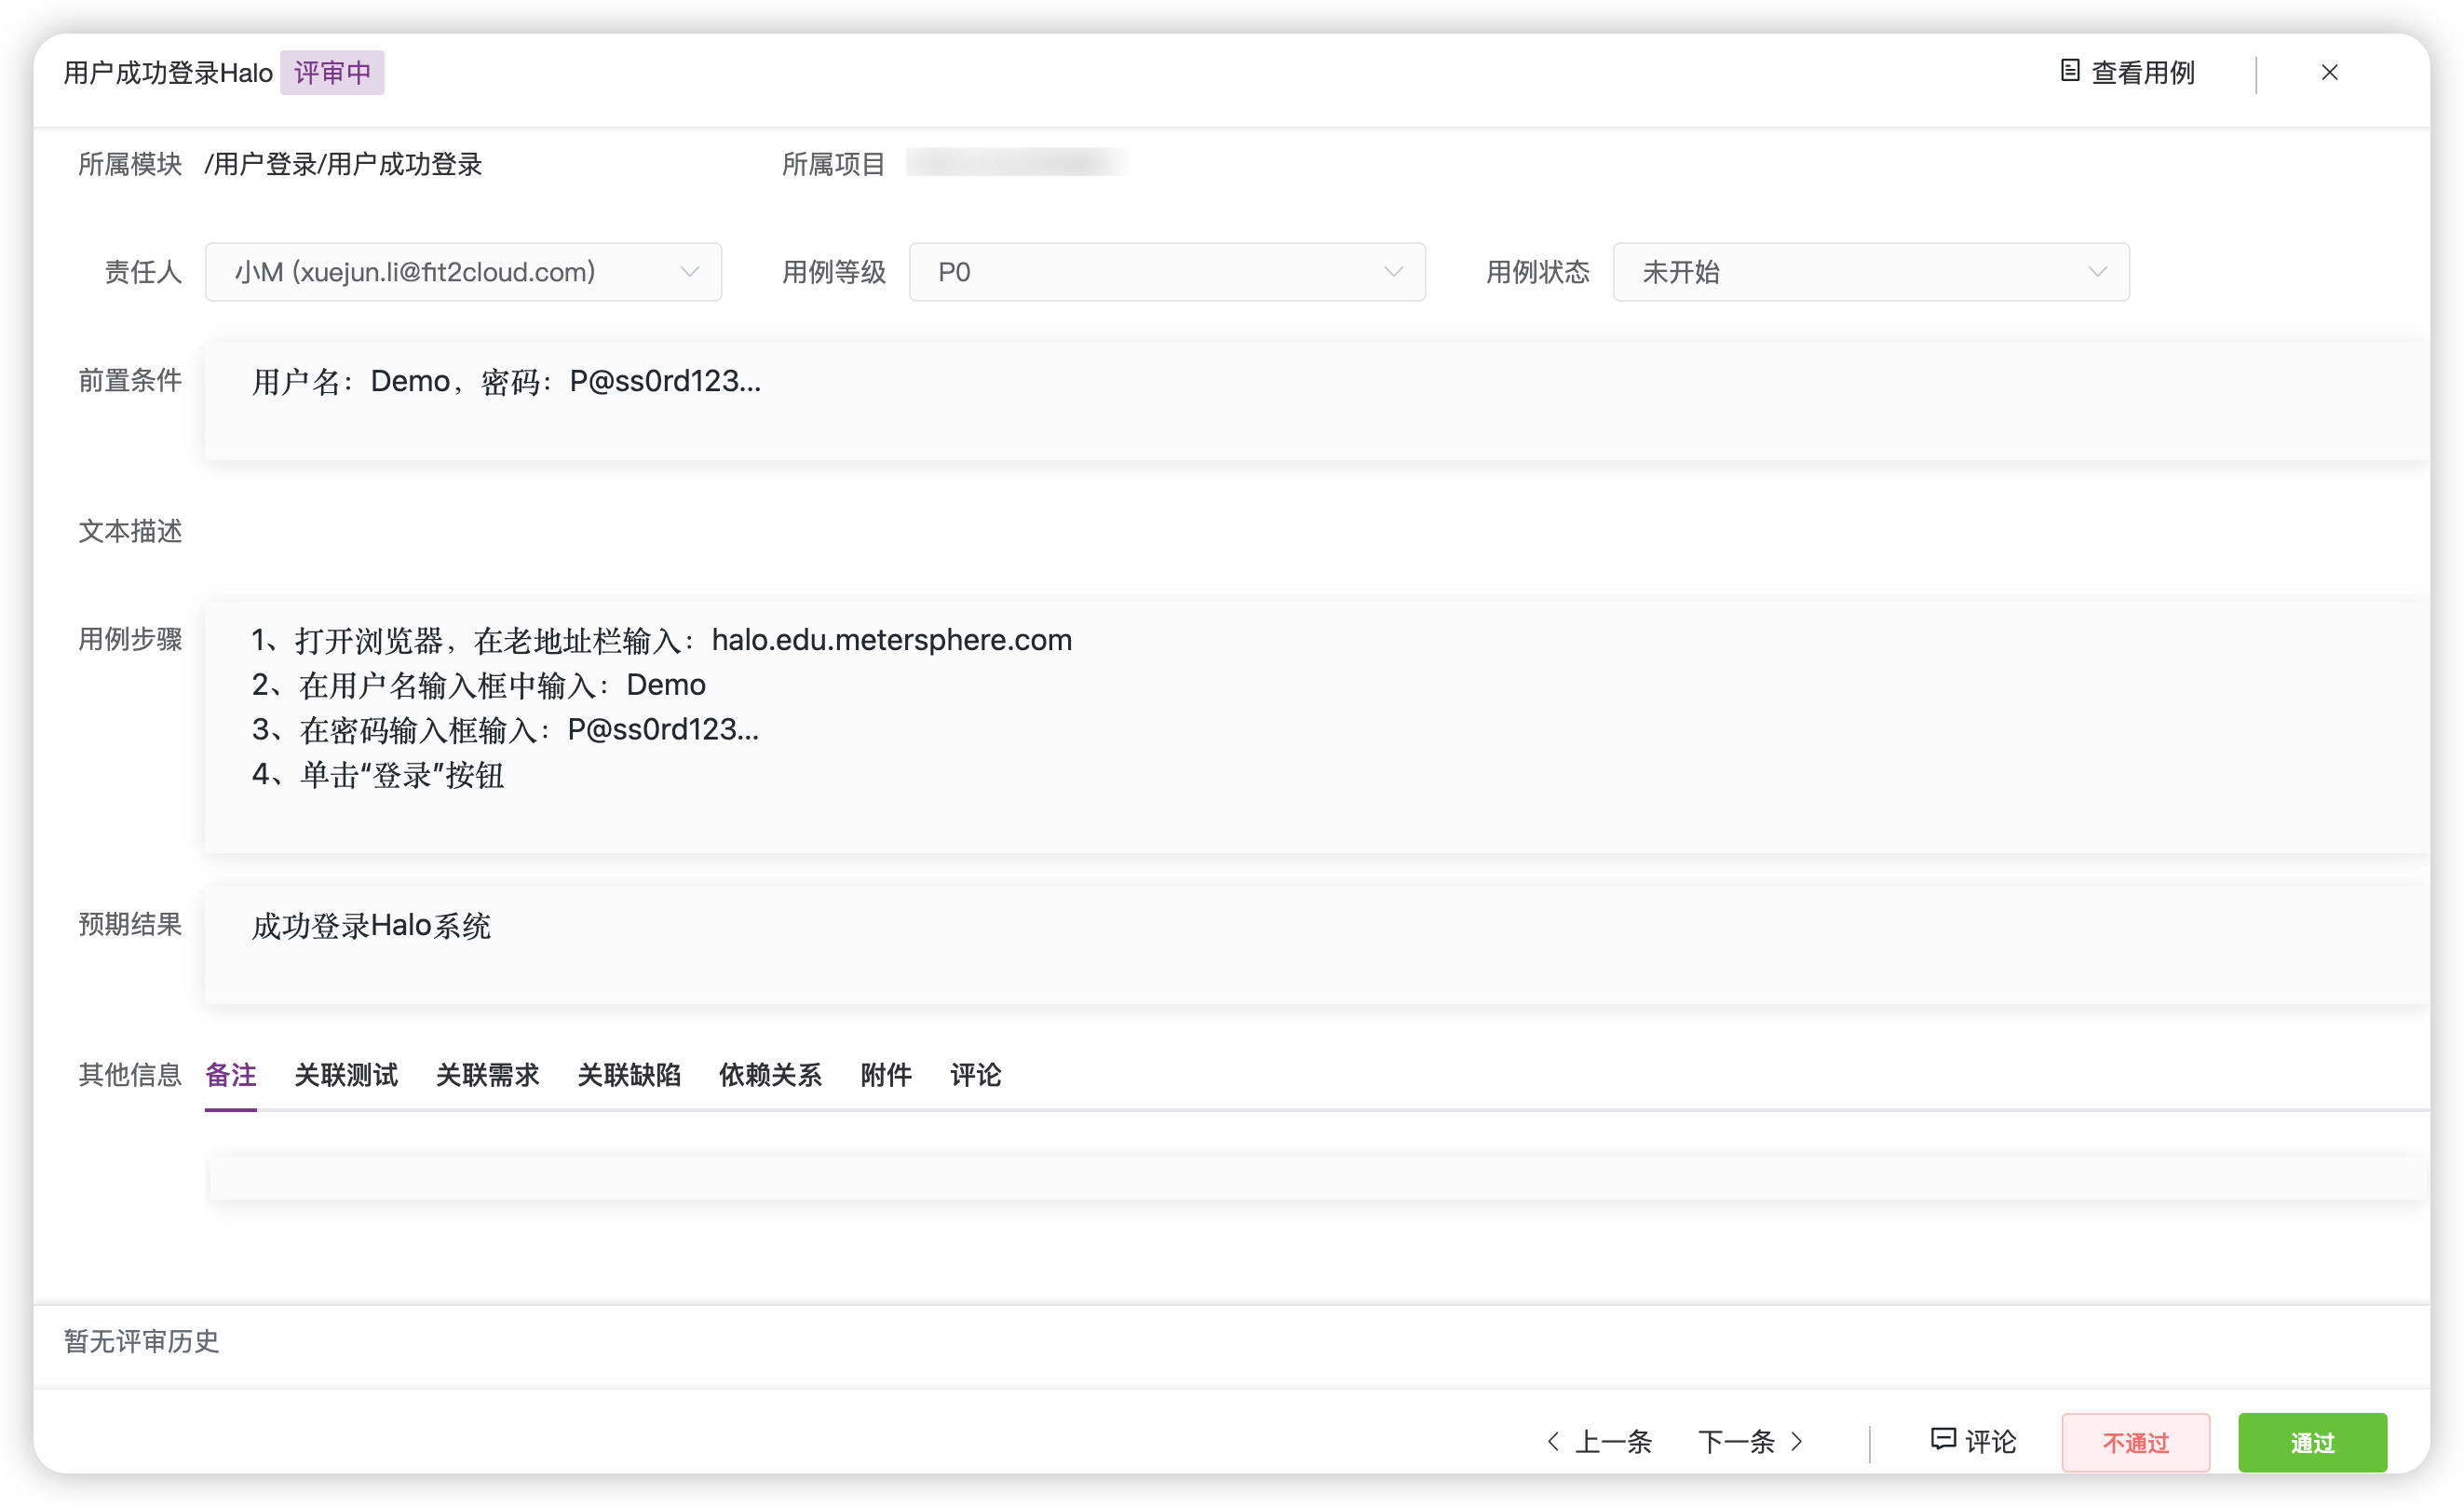 用户成功登录Halo 评审中 查看用例
所属模块 /用户登录/用户成功登录 所属项目
责任人 小M (xuejun.li@fit2cloud.com) 用例等级 P0 用例状态 未开始
前置条件 用户名：Demo，密码：P@ss0rd123...
文本描述
用例步骤 1、打开浏览器，在老地址栏输入：halo.edu.metersphere.com
2、在用户名输入框中输入：Demo
3、在密码输入框输入：P@ss0rd123...
4、单击“登录”按钮
预期结果 成功登录Halo系统
其他信息 备注 关联测试 关联需求 关联缺陷 依赖关系 附件 评论
暂无评审历史
上一条 下一条 评论 不通过 通过